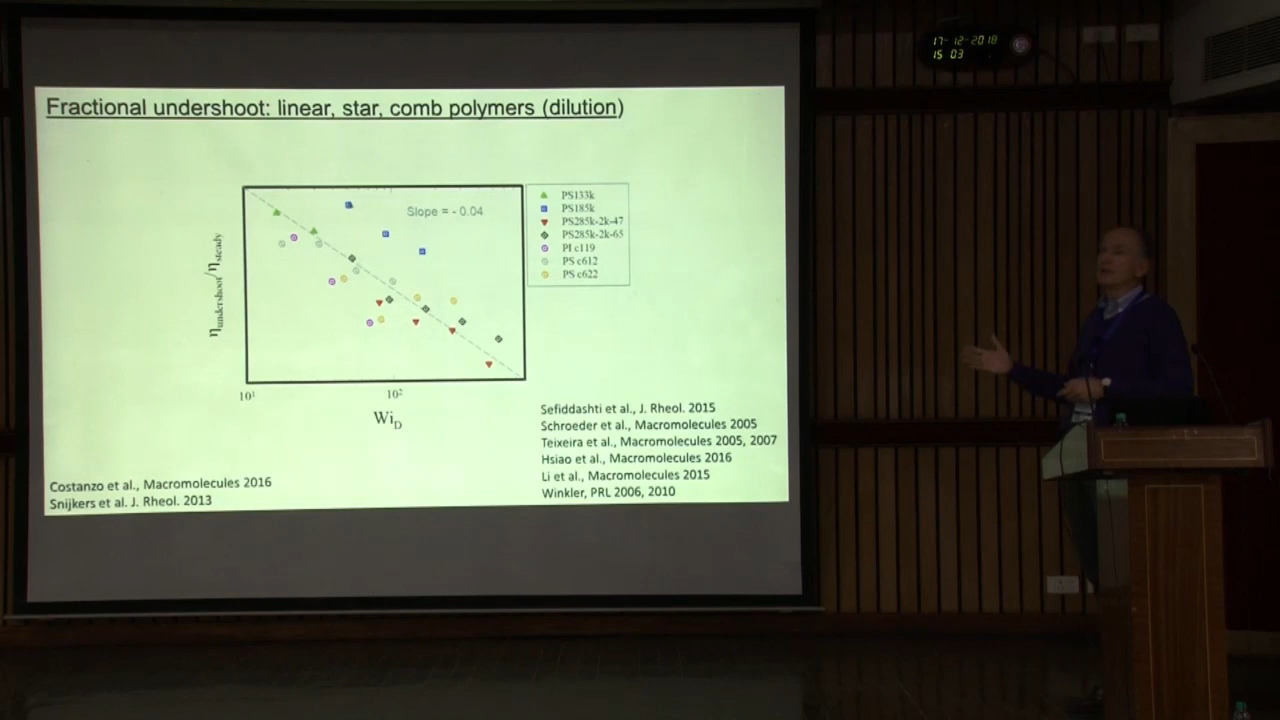 17-12-2018
15 03
Fractional undershoot: linear, star, comb polymers (dilution)
Slope = - 0.04
PS133k
PS185k
PS285k-2k-47
PS285k-2k-65
PI c119
PS c612
PS c622
ηundershoot/ηsteady
10¹
10²
WiD
Sefiddashti et al., J. Rheol. 2015
Schroeder et al., Macromolecules 2005
Teixeira et al., Macromolecules 2005, 2007
Hsiao et al., Macromolecules 2016
Li et al., Macromolecules 2015
Winkler, PRL 2006, 2010
Costanzo et al., Macromolecules 2016
Snijkers et al. J. Rheol. 2013